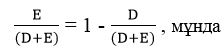 E/(D+E) = 1 - D/(D+E) , мұнда